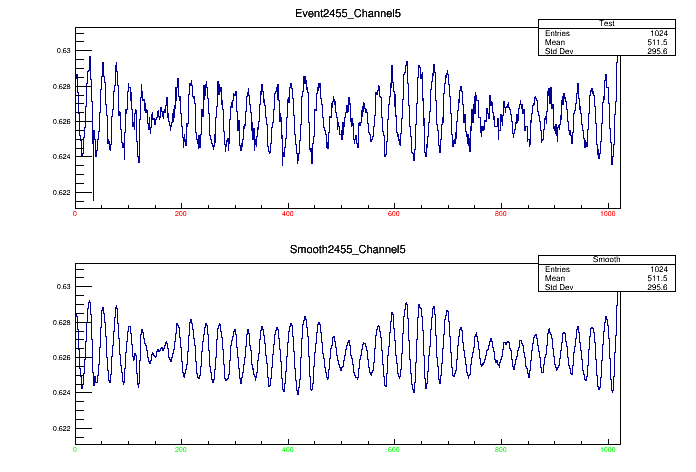 Event2455_Channel5
Test
Entries 1024
Mean 511.5
Std Dev 295.6
0.63
0.628
0.626
0.624
0.622
0 200 400 600 800 1000
Smooth2455_Channel5
Smooth
Entries 1024
Mean 511.5
Std Dev 295.6
0.63
0.628
0.626
0.624
0.622
0 200 400 600 800 1000